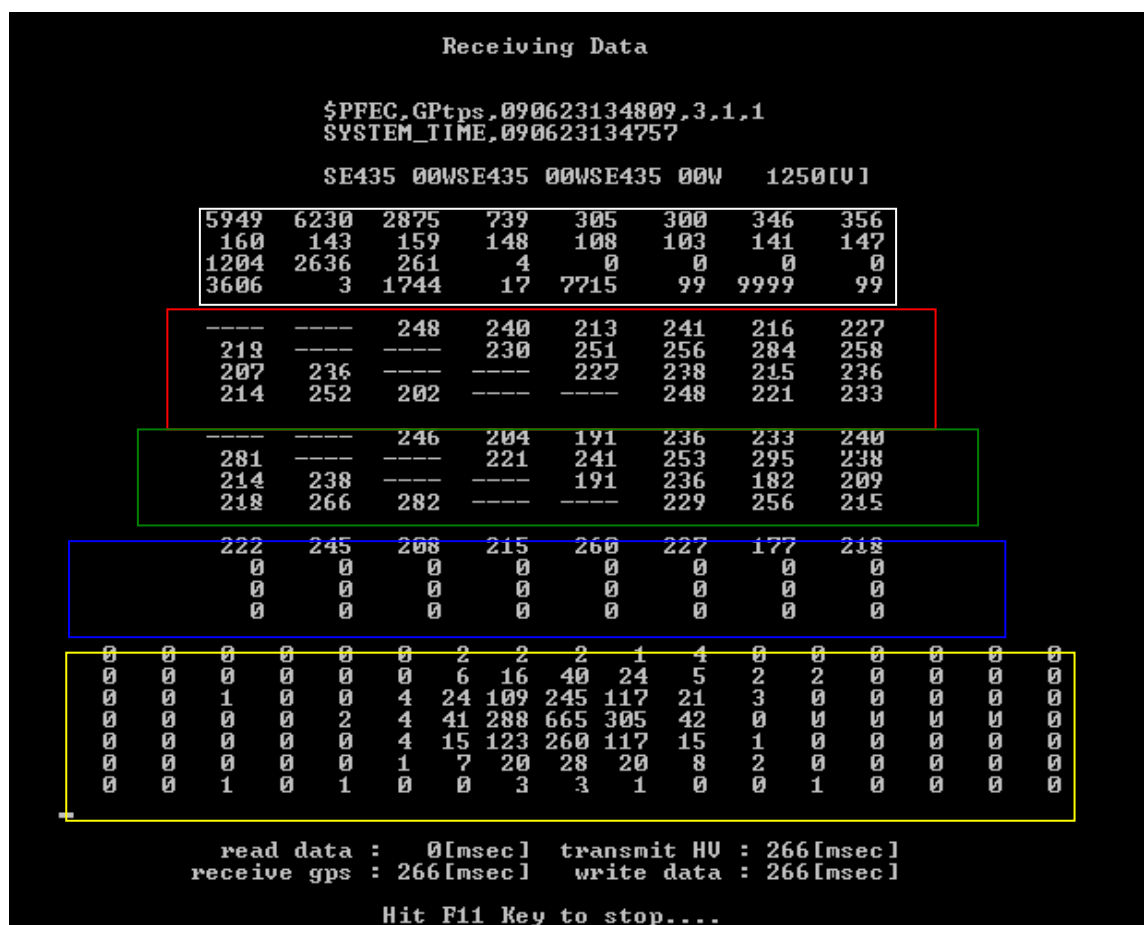 Receiving Data
$PFEC,GPtps,090623134809,3,1,1
SYSTEM_TIME,090623134757
SE435 00WSE435 00WSE435 00W 1250[V]
5949 6230 2875 739 305 300 346 356
160 143 159 148 108 103 141 147
1204 2636 261 4 0 0 0 0
3606 3 1744 17 7715 99 9999 99
---- ---- 248 240 213 241 216 227
---- ---- 230 251 256 284 258
207 236 ---- ---- 238 215 236
214 252 202 ---- ---- 248 221 233
---- ---- 246 204 191 236 233 240
281 ---- ---- 221 241 253 295 238
214 238 ---- ---- 191 236 182 209
266 282 ---- ---- 229 256 215
222 245 208 215 260 227 177 218
0 0 0 0 0 0 0 0
0 0 0 0 0 0 0 0
0 0 0 0 0 0 0 0
0 0 0 0 0 0 2 2 2 1 4 0 0 0 0 0 0
0 0 0 0 0 0 6 16 40 24 5 2 2 0 0 0 0
0 0 1 0 0 4 24 109 245 117 21 3 0 0 0 0 0
0 0 0 0 2 4 41 288 665 305 42 0 0 0 0 0 0
0 0 0 0 0 4 15 123 260 117 15 1 0 0 0 0 0
0 0 0 0 0 1 7 20 28 20 8 2 0 0 0 0 0
0 0 1 0 1 0 0 3 3 1 0 0 1 0 0 0 0
read data : 0[msec] transmit HV : 266[msec]
receive gps : 266[msec] write data : 266[msec]
Hit F11 Key to stop....